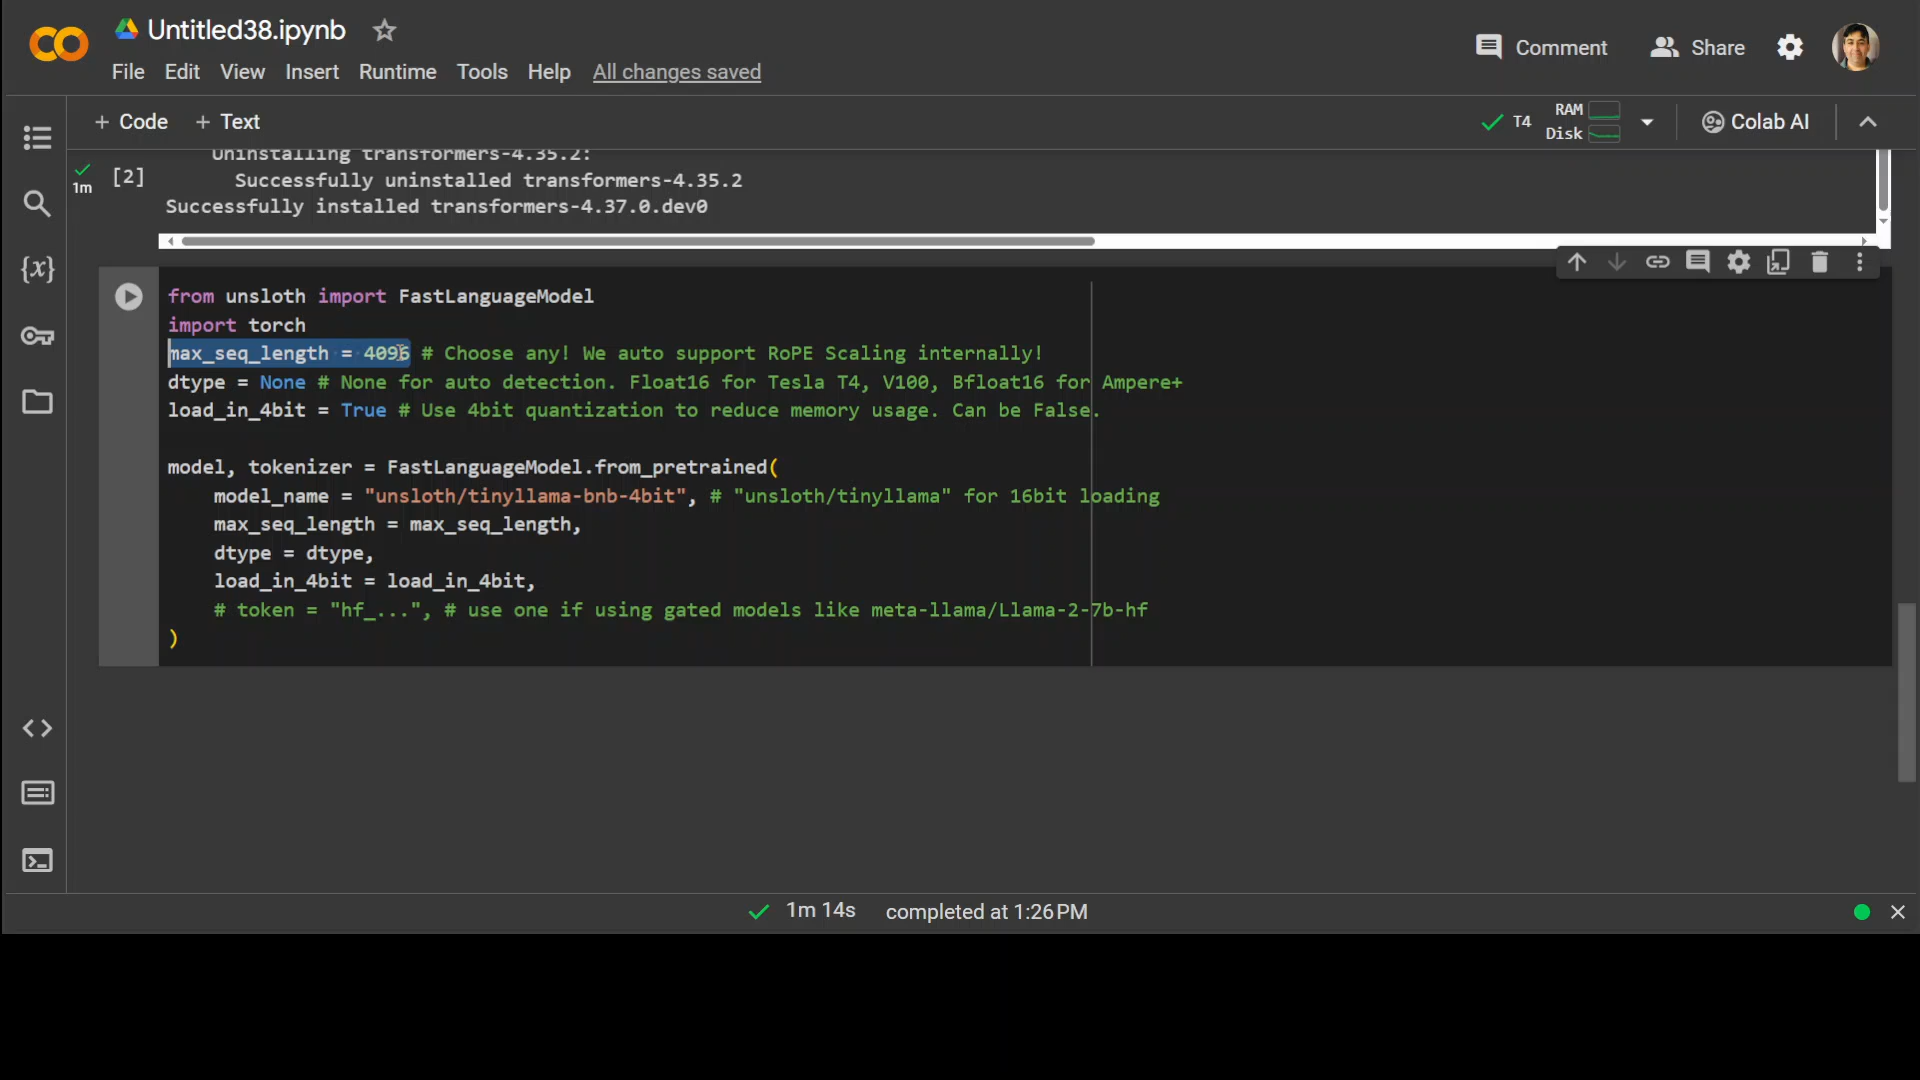 Untitled38.ipynb
Comment
Share
File Edit View Insert Runtime Tools Help All changes saved
+ Code + Text
T4
RAM
Disk
Colab AI
Uninstalling transformers-4.35.2:
1m
[2]
Successfully uninstalled transformers-4.35.2
Successfully installed transformers-4.37.0.dev0
{x}
from unsloth import FastLanguageModel
import torch
max_seq_length = 4096 # Choose any! We auto support RoPE Scaling internally!
dtype = None # None for auto detection. Float16 for Tesla T4, V100, Bfloat16 for Ampere+
load_in_4bit = True # Use 4bit quantization to reduce memory usage. Can be False.
model, tokenizer = FastLanguageModel.from_pretrained(
model_name = "unsloth/tinyllama-bnb-4bit", # "unsloth/tinyllama" for 16bit loading
max_seq_length = max_seq_length,
dtype = dtype,
load_in_4bit = load_in_4bit,
# token = "hf_...", # use one if using gated models like meta-llama/Llama-2-7b-hf
)
1m 14s completed at 1:26 PM